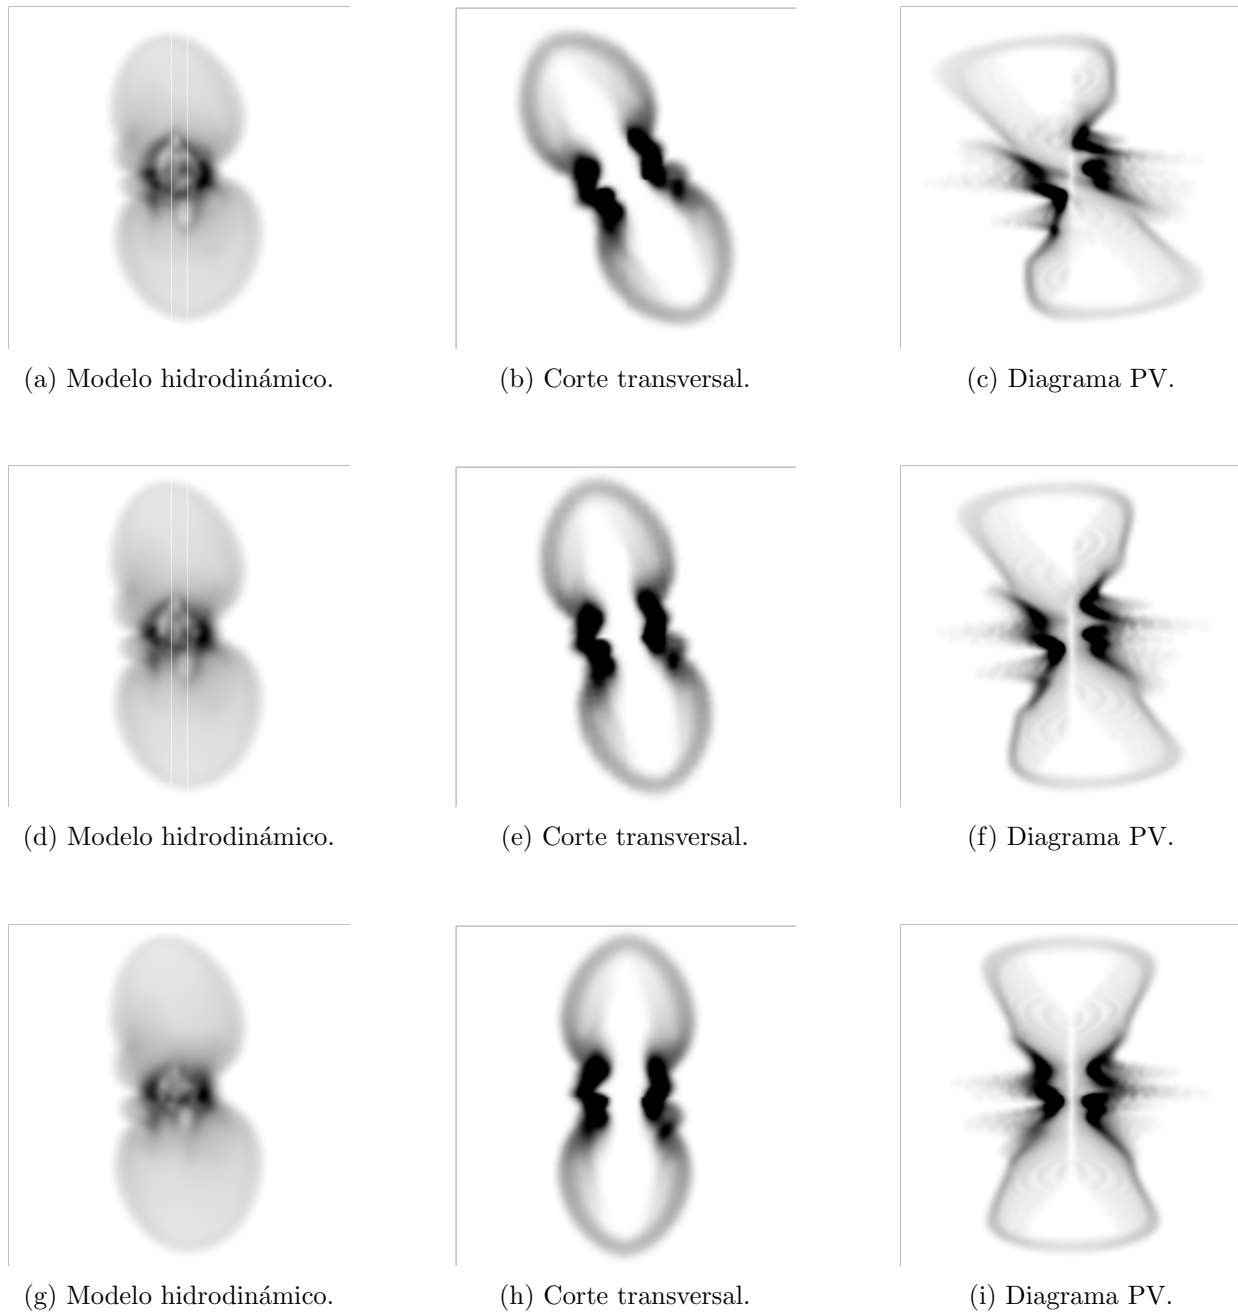 (a) Modelo hidrodinámico.
(b) Corte transversal.
(c) Diagrama PV.
(d) Modelo hidrodinámico.
(e) Corte transversal.
(f) Diagrama PV.
(g) Modelo hidrodinámico.
(h) Corte transversal.
(i) Diagrama PV.